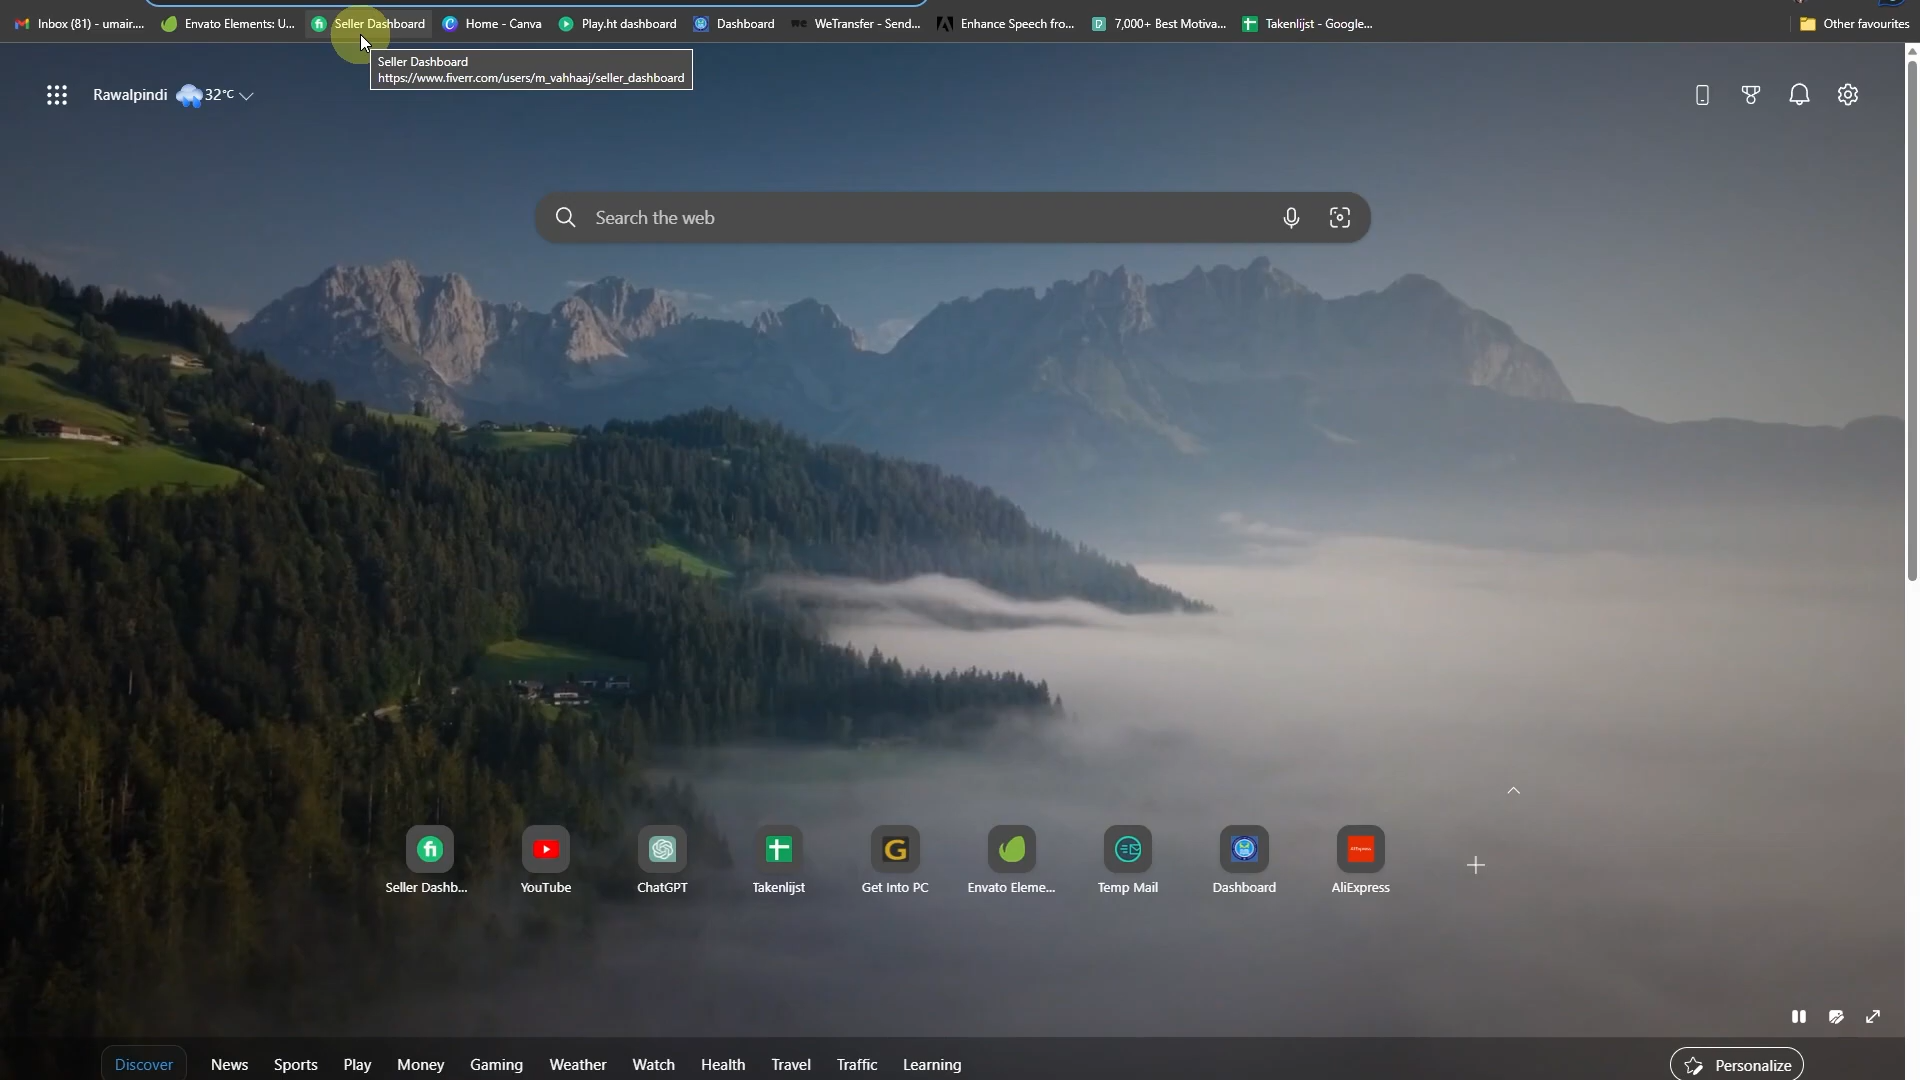 Inbox (81) - umair.... Envato Elements: U... Seller Dashboard Home - Canva Play.ht dashboard Dashboard we WeTransfer - Send... Enhance Speech fro... 7,000+ Best Motiva... Takenlijst - Google... Other favourites
Seller Dashboard
https://www.fiverr.com/users/m_vahhaaj/seller_dashboard
Rawalpindi 32°C
Search the web
Seller Dashb... YouTube ChatGPT Takenlijst Get Into PC Envato Eleme... Temp Mail Dashboard AliExpress
Discover News Sports Play Money Gaming Weather Watch Health Travel Traffic Learning Personalize